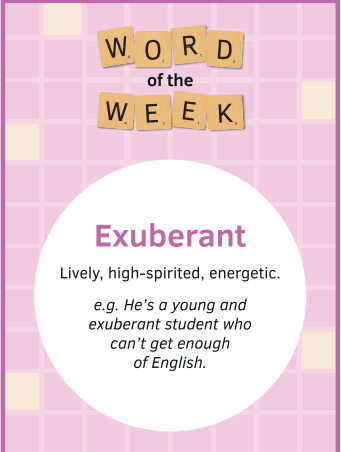 WORD
of the
WEEK
Exuberant
Lively, high-spirited, energetic.
e.g. He's a young and
exuberant student who
can't get enough
of English.